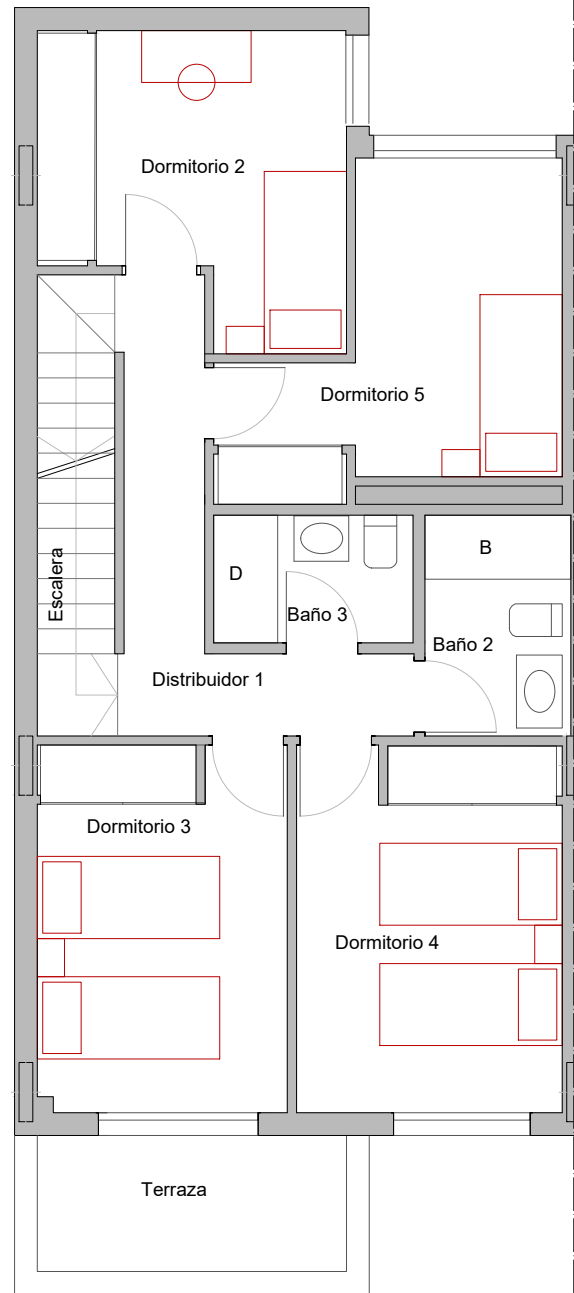 Dormitorio 2
Dormitorio 5
Escalera
D
Baño 3
B
Baño 2
Distribuidor 1
Dormitorio 3
Dormitorio 4
Terraza